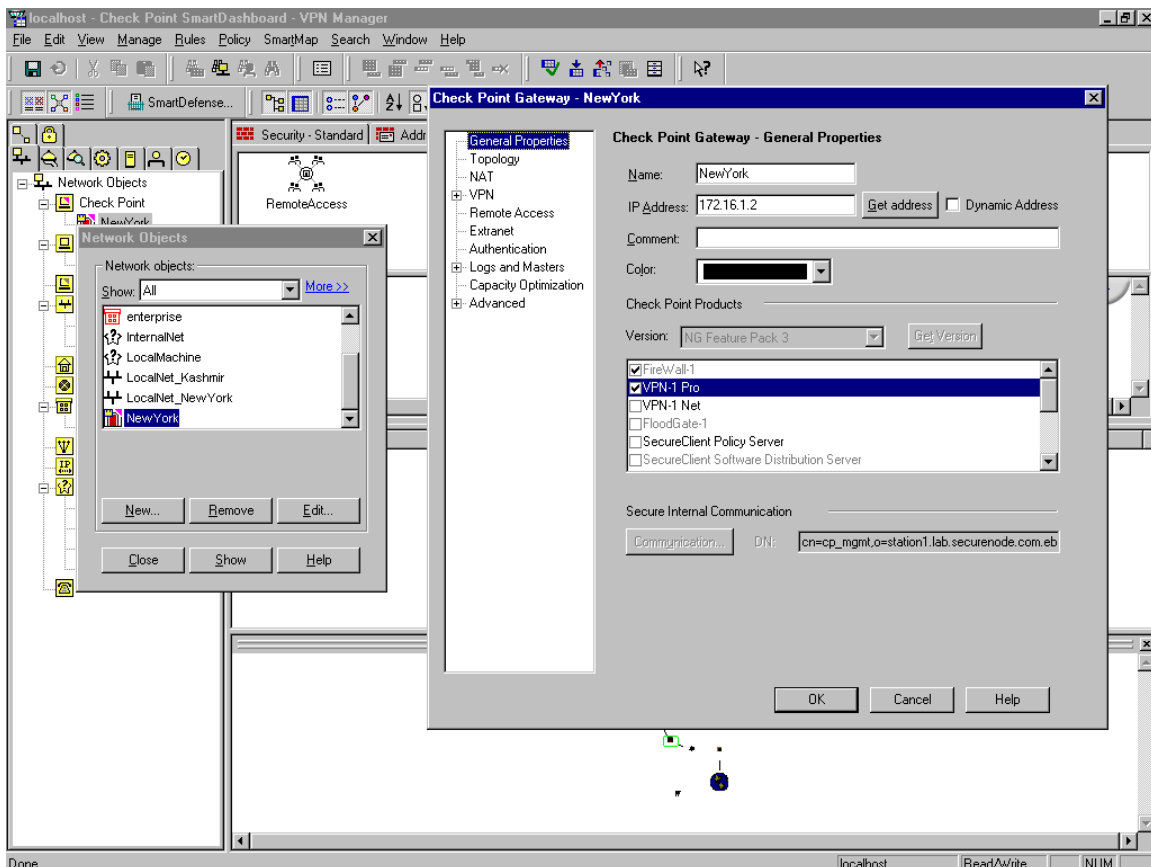 localhost - Check Point SmartDashboard - VPN Manager
File Edit View Manage Rules Policy SmartMap Search Window Help
SmartDefense...
Security - Standard Addr
Network Objects
Check Point
NewYork
RemoteAccess
Network Objects
Network objects:
Show: All More >>
enterprise
InternalNet
LocalMachine
LocalNet_Kashmir
LocalNet_NewYork
NewYork
New... Remove Edit...
Close Show Help
Check Point Gateway - NewYork
General Properties
Topology
NAT
VPN
Remote Access
Extranet
Authentication
Logs and Masters
Capacity Optimization
Advanced
Check Point Gateway - General Properties
Name: NewYork
IP Address: 172.16.1.2 Get address Dynamic Address
Comment:
Color:
Check Point Products
Version: NG Feature Pack 3 Get Version
FireWall-1
VPN-1 Pro
VPN-1 Net
FloodGate-1
SecureClient Policy Server
SecureClient Software Distribution Server
Secure Internal Communication
Communication... DN: cn=cp_mgmt,o=station1.lab.securenode.com.eb
OK Cancel Help
Done localhost Read/Write NUM